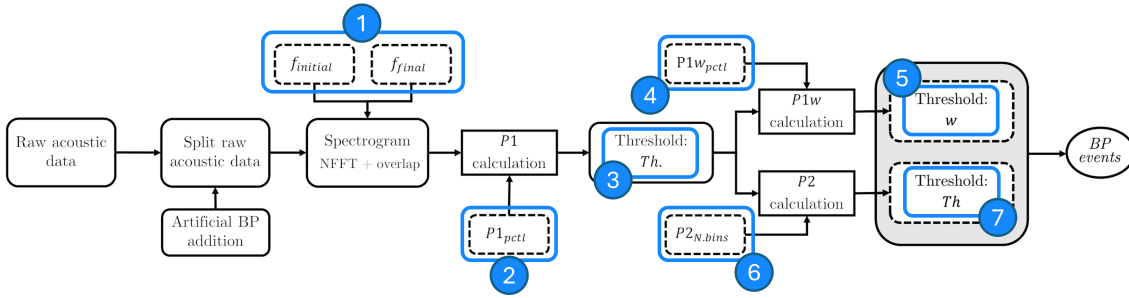 1
f_initial
f_final
Raw acoustic
data
Split raw
acoustic data
Artificial BP
addition
Spectrogram
NFFT + overlap
P1
calculation
P1_pctl
2
Threshold:
Th.
3
P1w_pctl
4
P1w
calculation
P2
calculation
P2_N.bins
6
5
Threshold:
w
Threshold:
Th
7
BP
events